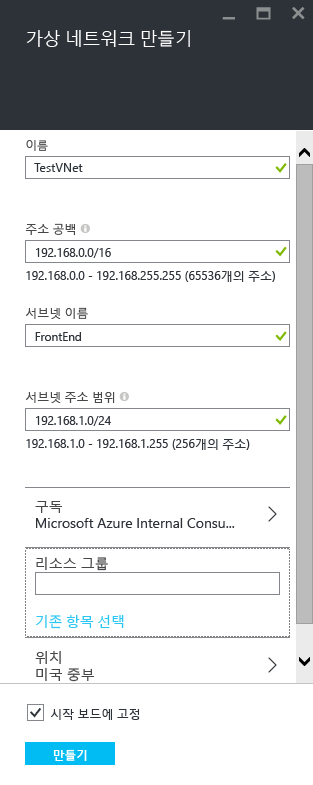 가상 네트워크 만들기
이름
TestVNet
주소 공백
192.168.0.0/16
192.168.0.0 - 192.168.255.255 (65536개의 주소)
서브넷 이름
FrontEnd
서브넷 주소 범위
192.168.1.0/24
192.168.1.0 - 192.168.1.255 (256개의 주소)
구독
Microsoft Azure Internal Consu...
리소스 그룹
기존 항목 선택
위치
미국 중부
시작 보드에 고정
만들기